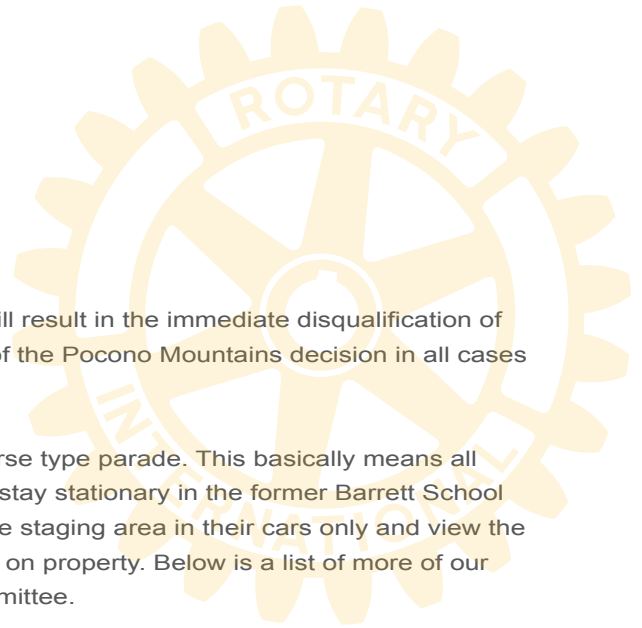 ROTARY
ill result in the immediate disqualification of
of the Pocono Mountains decision in all cases
rse type parade. This basically means all
stay stationary in the former Barrett School
e staging area in their cars only and view the
on property. Below is a list of more of our
mittee.
INTERNATIONAL